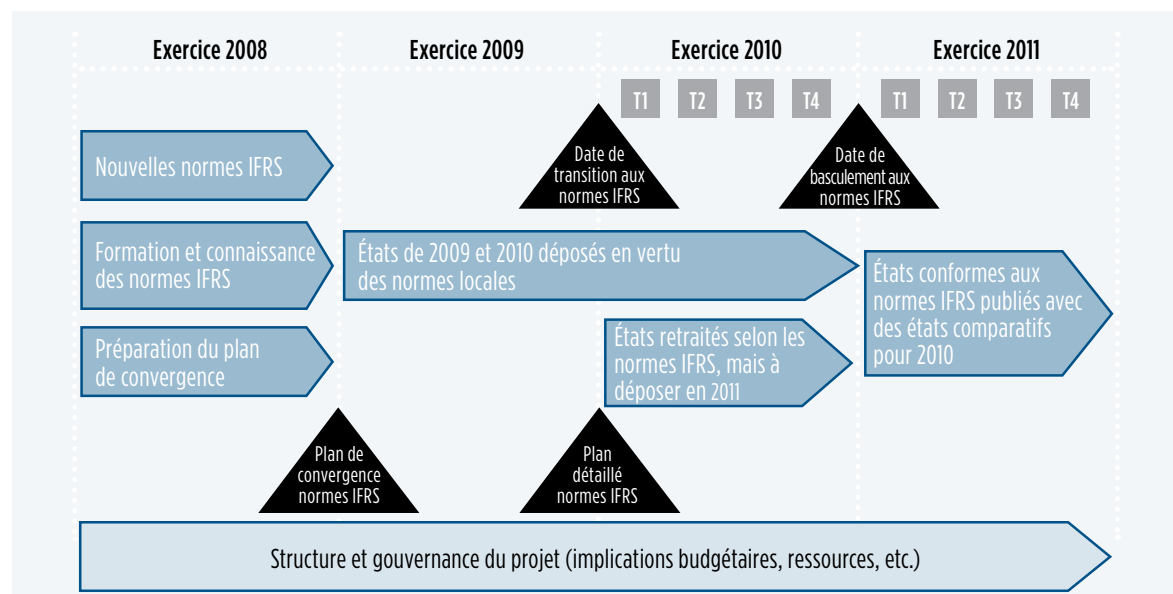 Exercice 2008
Exercice 2009
Exercice 2010
Exercice 2011
T1 T2 T3 T4
T1 T2 T3 T4
Nouvelles normes IFRS
Date de
transition aux
normes IFRS
Date de
basculement aux
normes IFRS
Formation et connaissance
des normes IFRS
États de 2009 et 2010 déposés en vertu
des normes locales
États conformes aux
normes IFRS publiés avec
des états comparatifs
pour 2010
Préparation du plan
de convergence
États retraités selon les
normes IFRS, mais à
déposer en 2011
Plan de
convergence
normes IFRS
Plan
détaillé
normes IFRS
Structure et gouvernance du projet (implications budgétaires, ressources, etc.)